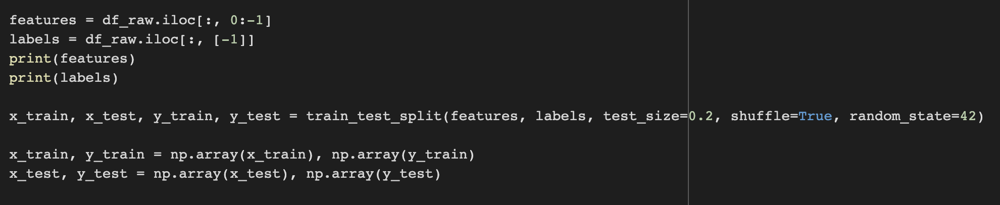 features = df_raw.iloc[:, 0:-1]
labels = df_raw.iloc[:, [-1]]
print(features)
print(labels)
x_train, x_test, y_train, y_test = train_test_split(features, labels, test_size=0.2, shuffle=True, random_state=42)
x_train, y_train = np.array(x_train), np.array(y_train)
x_test, y_test = np.array(x_test), np.array(y_test)